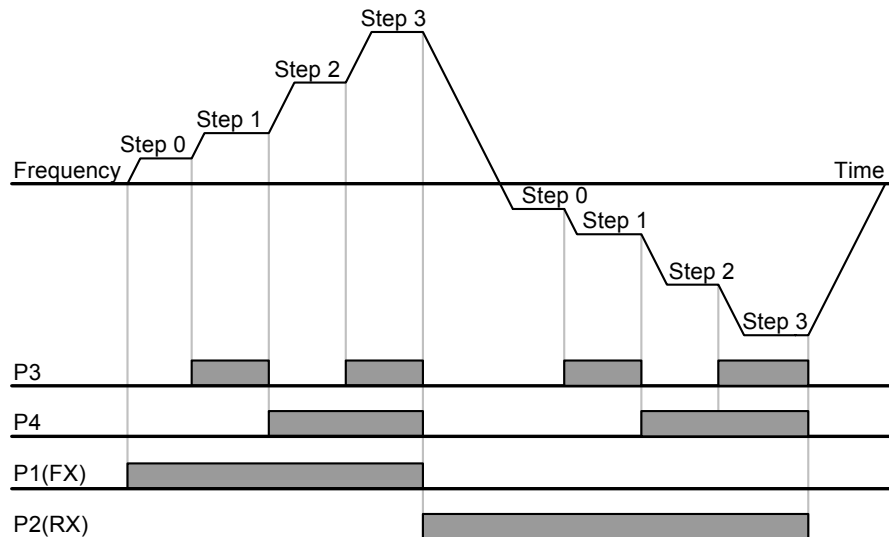 Step 3
Step 2
Step 1
Step 0
Frequency
Time
Step 0
Step 1
Step 2
Step 3
P3
P4
P1(FX)
P2(RX)